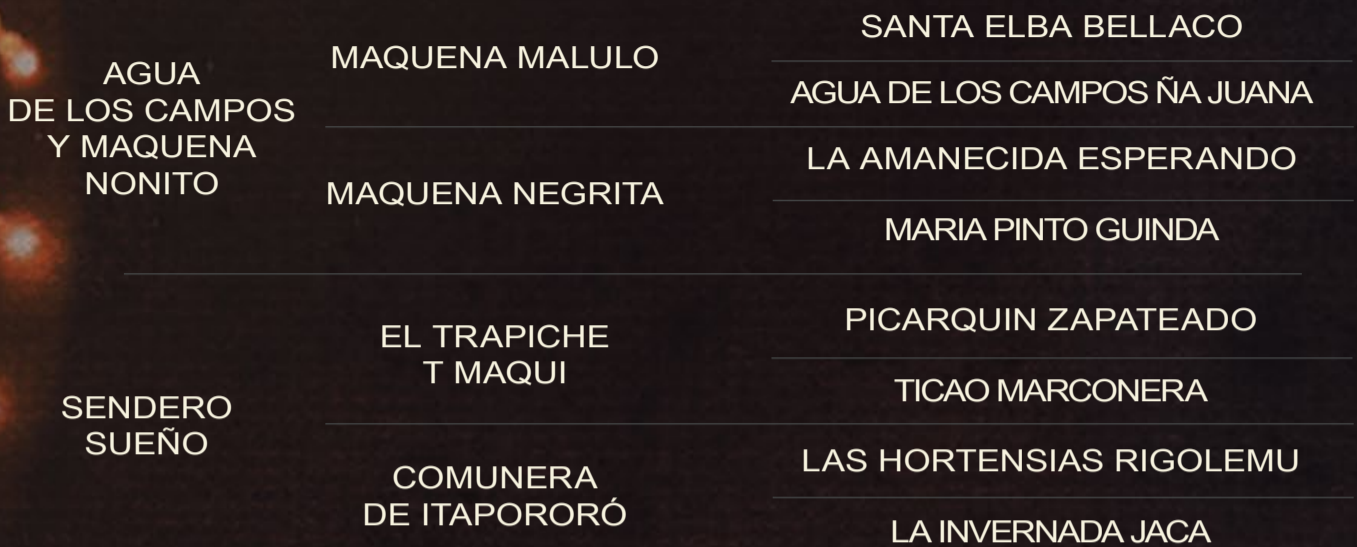 AGUA
DE LOS CAMPOS
Y MAQUENA
NONITO
MAQUENA MALULO
SANTA ELBA BELLACO
AGUA DE LOS CAMPOS ÑA JUANA
MAQUENA NEGRITA
LA AMANECIDA ESPERANDO
MARIA PINTO GUINDA
SENDERO
SUEÑO
EL TRAPICHE
T MAQUI
PICARQUIN ZAPATEADO
TICAO MARCONERA
COMUNERA
DE ITAPORORÓ
LAS HORTENSIAS RIGOLEMU
LA INVERNADA JACA